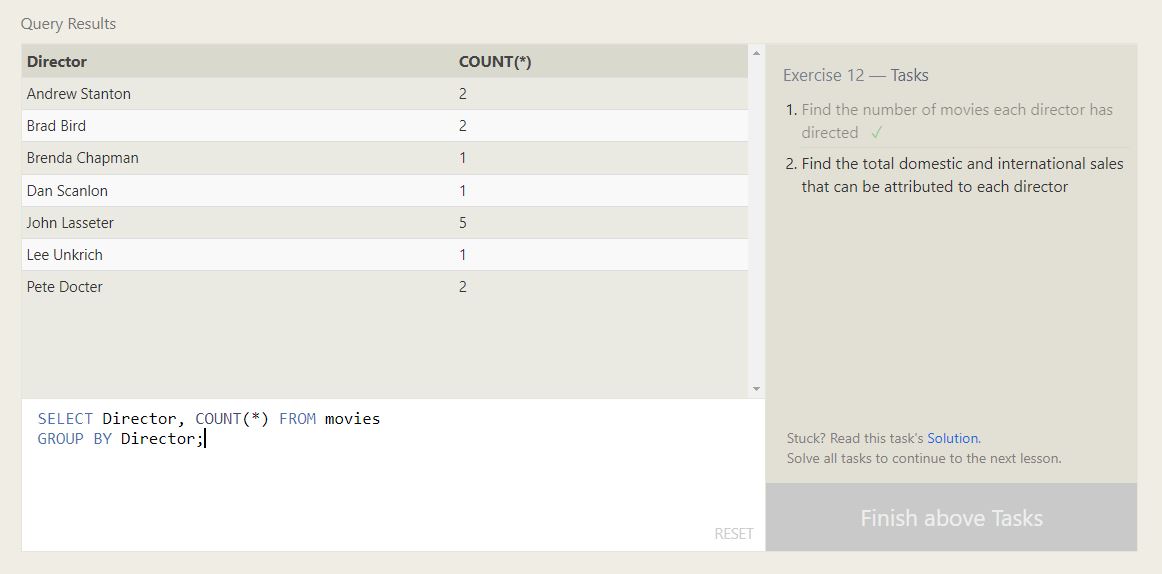 Query Results
Director COUNT(*)
Andrew Stanton 2
Brad Bird 2
Brenda Chapman 1
Dan Scanlon 1
John Lasseter 5
Lee Unkrich 1
Pete Docter 2
SELECT Director, COUNT(*) FROM movies
GROUP BY Director;
RESET
Exercise 12 — Tasks
1. Find the number of movies each director has
directed ✓
2. Find the total domestic and international sales
that can be attributed to each director
Stuck? Read this task's Solution.
Solve all tasks to continue to the next lesson.
Finish above Tasks